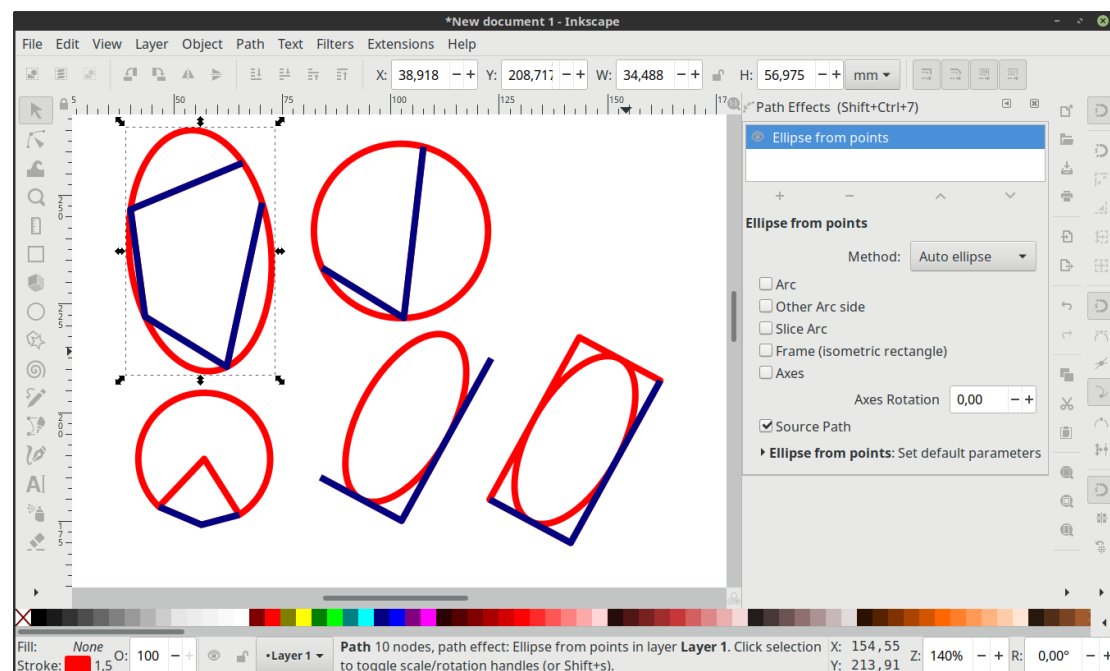 *New document 1 - Inkscape
File Edit View Layer Object Path Text Filters Extensions Help
X: 38,918 − + Y: 208,717 − + W: 34,488 − + H: 56,975 − + mm
50 75 100 125 150 17
Path Effects (Shift+Ctrl+7)
Ellipse from points
Ellipse from points
Method: Auto ellipse
Arc
Other Arc side
Slice Arc
Frame (isometric rectangle)
Axes
Axes Rotation 0,00 − +
Source Path
Ellipse from points: Set default parameters
250
225
200
175
Fill: None O: 100 − + •Layer 1 Path 10 nodes, path effect: Ellipse from points in layer Layer 1. Click selection X: 154,55 Z: 140% − + R: 0,00° − +
Stroke: 1,5 to toggle scale/rotation handles (or Shift+s). Y: 213,91